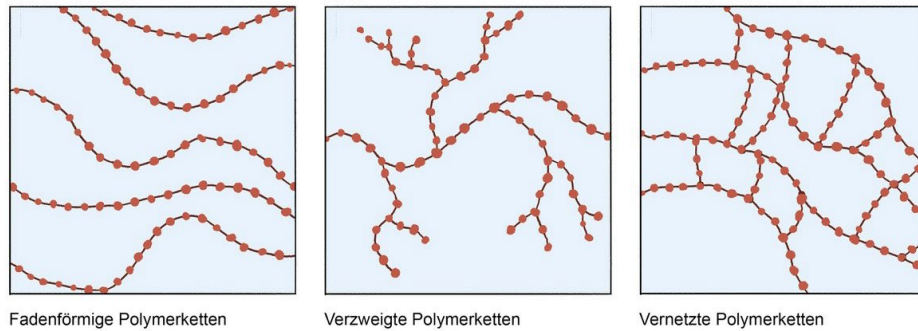 Fadenförmige Polymerketten
Verzweigte Polymerketten
Vernetzte Polymerketten